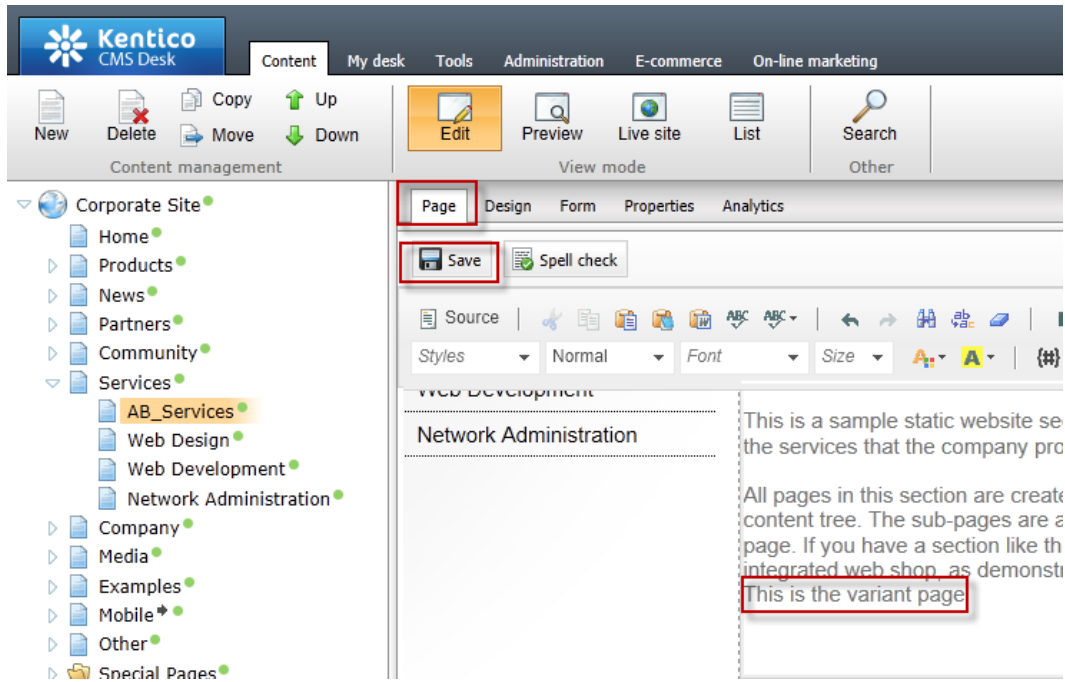 Kentico
CMS Desk
Content My desk Tools Administration E-commerce On-line marketing
New Delete Copy Move Up Down
Content management
Edit Preview Live site List
View mode
Search
Other
Corporate Site
Home
Products
News
Partners
Community
Services
AB_Services
Web Design
Web Development
Network Administration
Company
Media
Examples
Mobile
Other
Special Pages
Page Design Form Properties Analytics
Save Spell check
Source ABC ABC
Styles Normal Font Size A A {#}
Web Development
Network Administration
This is a sample static website se
the services that the company pro
All pages in this section are create
content tree. The sub-pages are a
page. If you have a section like th
integrated web shop, as demonst
This is the variant page